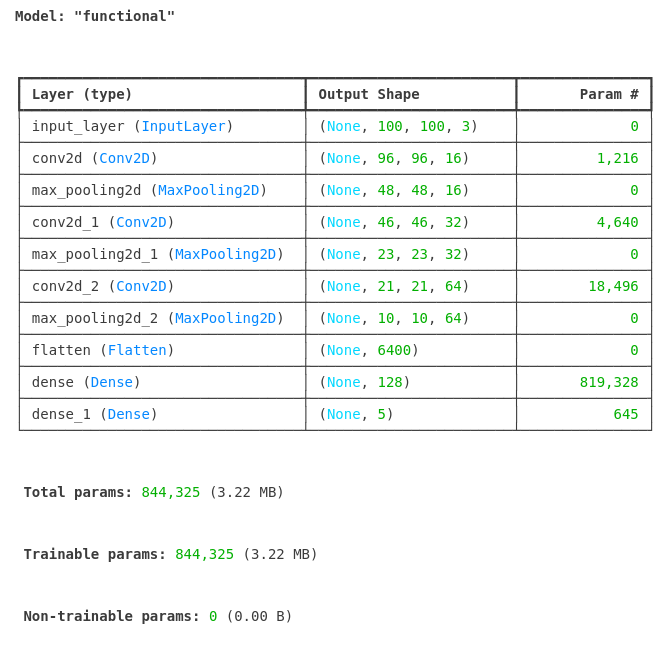 Model: "functional"
Layer (type) Output Shape Param #
input_layer (InputLayer) (None, 100, 100, 3) 0
conv2d (Conv2D) (None, 96, 96, 16) 1,216
max_pooling2d (MaxPooling2D) (None, 48, 48, 16) 0
conv2d_1 (Conv2D) (None, 46, 46, 32) 4,640
max_pooling2d_1 (MaxPooling2D) (None, 23, 23, 32) 0
conv2d_2 (Conv2D) (None, 21, 21, 64) 18,496
max_pooling2d_2 (MaxPooling2D) (None, 10, 10, 64) 0
flatten (Flatten) (None, 6400) 0
dense (Dense) (None, 128) 819,328
dense_1 (Dense) (None, 5) 645
Total params: 844,325 (3.22 MB)
Trainable params: 844,325 (3.22 MB)
Non-trainable params: 0 (0.00 B)